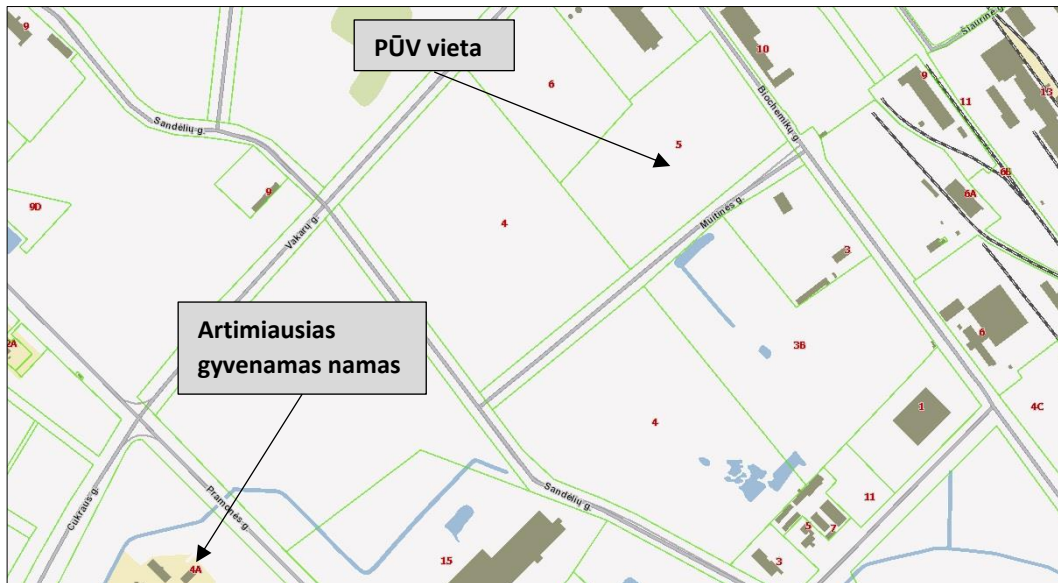 9
PŪV vieta
10
Šiaurinė g.
6
9
11
13
Biochemikų g.
Sandėlių g.
5
6B
9
6A
9D
4
Muitinės g.
Vakarų g.
3
Artimiausias
gyvenamas namas
6
2A
3B
1
4C
4
Cukraus g.
Pramonės g.
Sandėlių g.
11
5
7
15
3
4A